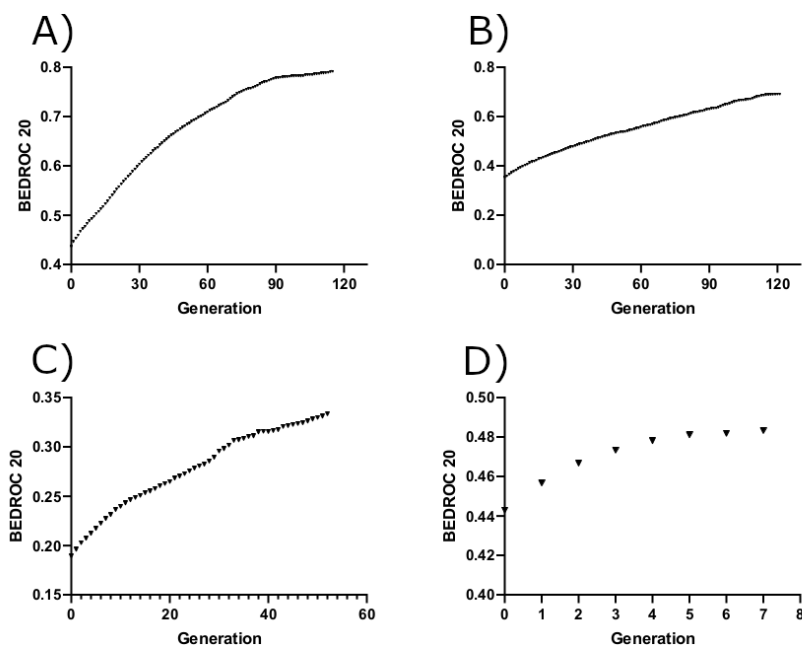 A)
BEDROC 20
0.8
0.7
0.6
0.5
0.4
0 30 60 90 120
Generation
B)
BEDROC 20
0.8
0.6
0.4
0.2
0.0
0 30 60 90 120
Generation
C)
BEDROC 20
0.35
0.30
0.25
0.20
0.15
0 20 40 60
Generation
D)
BEDROC 20
0.50
0.48
0.46
0.44
0.42
0.40
0 1 2 3 4 5 6 7 8
Generation